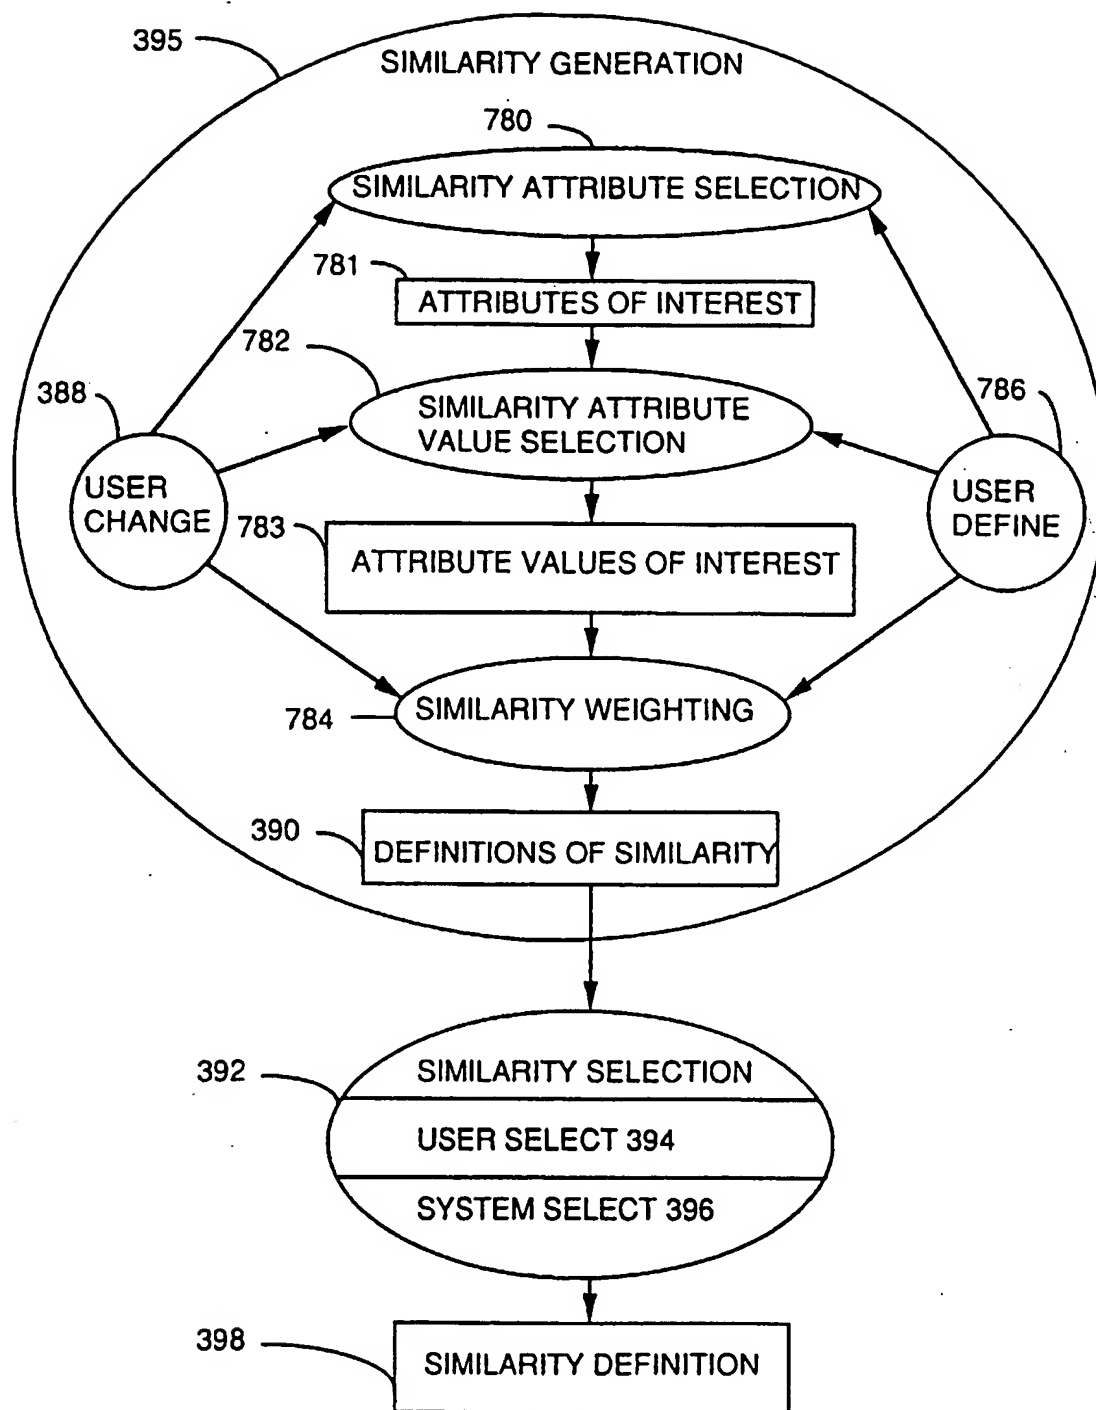 395
SIMILARITY GENERATION
780
SIMILARITY ATTRIBUTE SELECTION
781
ATTRIBUTES OF INTEREST
782
SIMILARITY ATTRIBUTE
VALUE SELECTION
388
USER
CHANGE
786
USER
DEFINE
783
ATTRIBUTE VALUES OF INTEREST
784
SIMILARITY WEIGHTING
390
DEFINITIONS OF SIMILARITY
392
SIMILARITY SELECTION
USER SELECT 394
SYSTEM SELECT 396
398
SIMILARITY DEFINITION